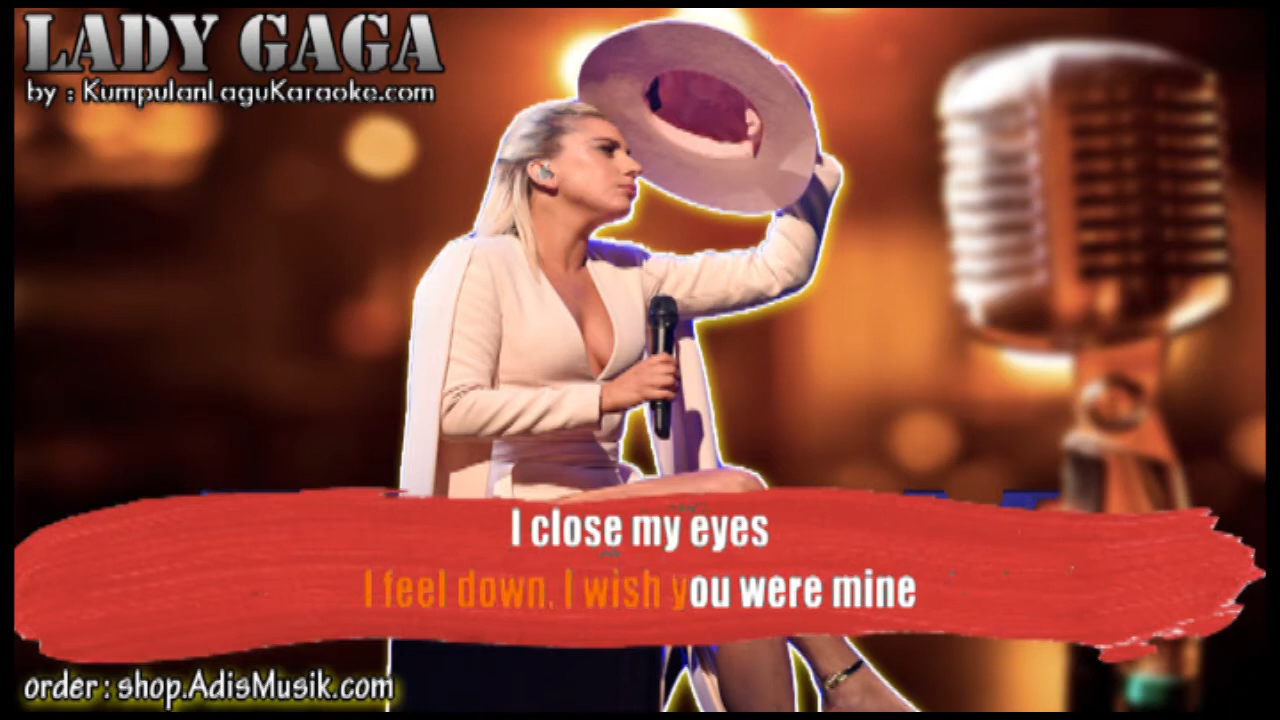 LADY GAGA
by : KumpulanLaguKaraoke.com
I close my eyes
I feel down. I wish you were mine
order : shop.AdisMusik.com